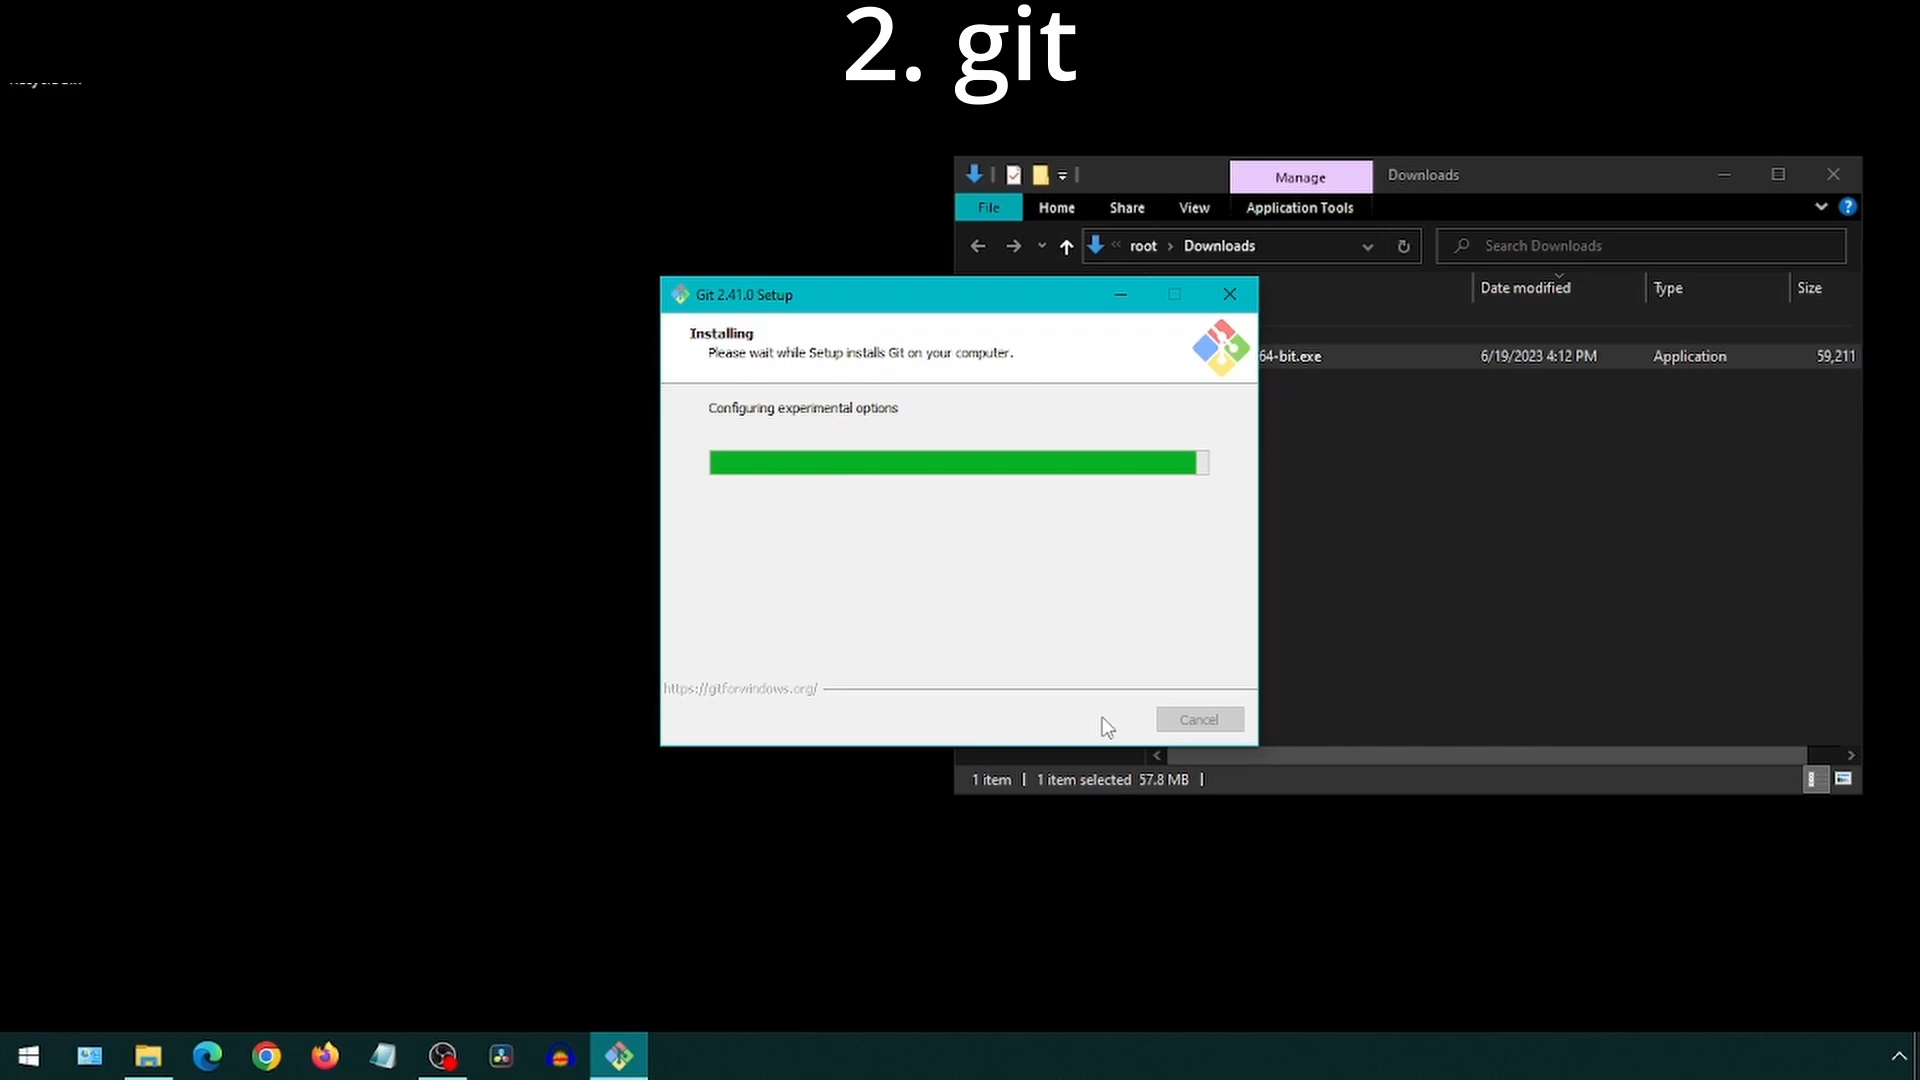 2. git
Manage
Downloads
File
Home
Share
View
Application Tools
root
Downloads
Search Downloads
Git 2.41.0 Setup
Date modified
Type
Size
Installing
Please wait while Setup installs Git on your computer.
64-bit.exe
6/19/2023 4:12 PM
Application
59,211
Configuring experimental options
https://gitforwindows.org/
Cancel
1 item
1 item selected 57.8 MB